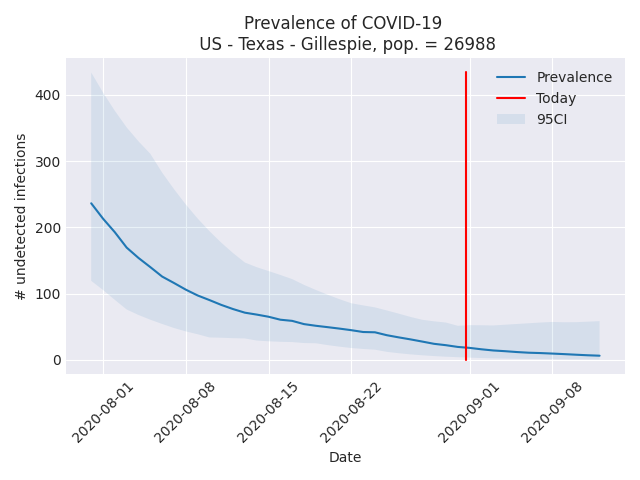 Prevalence of COVID-19
US - Texas - Gillespie, pop. = 26988
Prevalence
Today
95CI
400
300
200
100
0
# undetected infections
2020-08-01
2020-08-08
2020-08-15
2020-08-22
2020-09-01
2020-09-08
Date